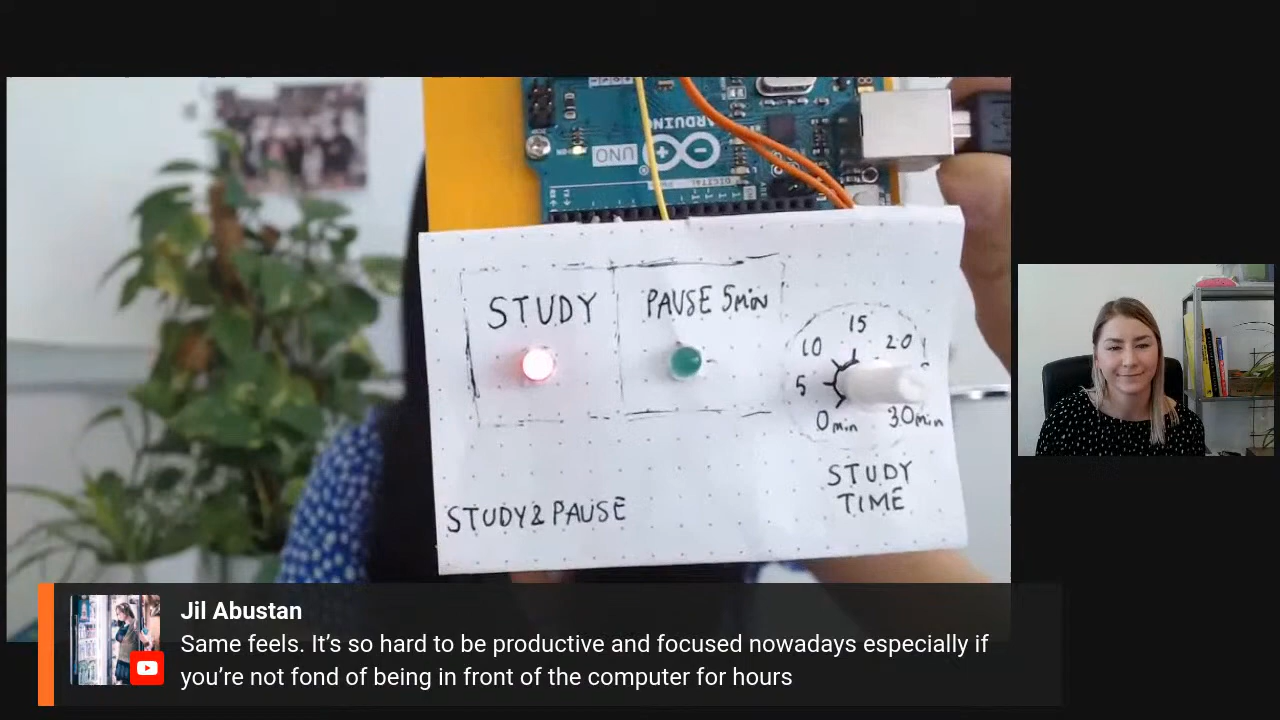 ARDUINO
UNO
DIGITAL
STUDY
PAUSE 5min
15
10
20
5
0min
30min
STUDY
TIME
STUDY & PAUSE
Jil Abustan
Same feels. It’s so hard to be productive and focused nowadays especially if
you’re not fond of being in front of the computer for hours